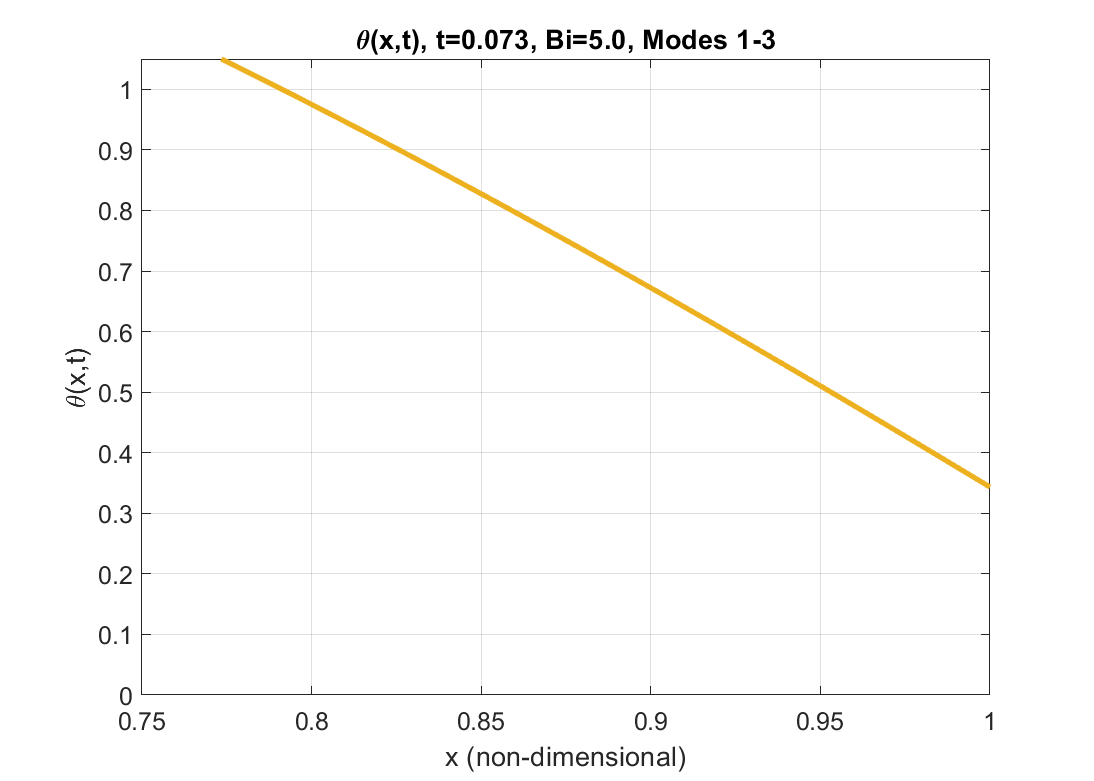 θ(x,t), t=0.073, Bi=5.0, Modes 1-3
1
0.9
0.8
0.7
0.6
0.5
0.4
0.3
0.2
0.1
0
θ(x,t)
0.75 0.8 0.85 0.9 0.95 1
x (non-dimensional)